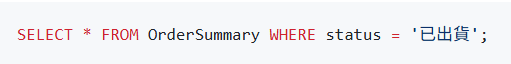 SELECT * FROM OrderSummary WHERE status = '已出貨';